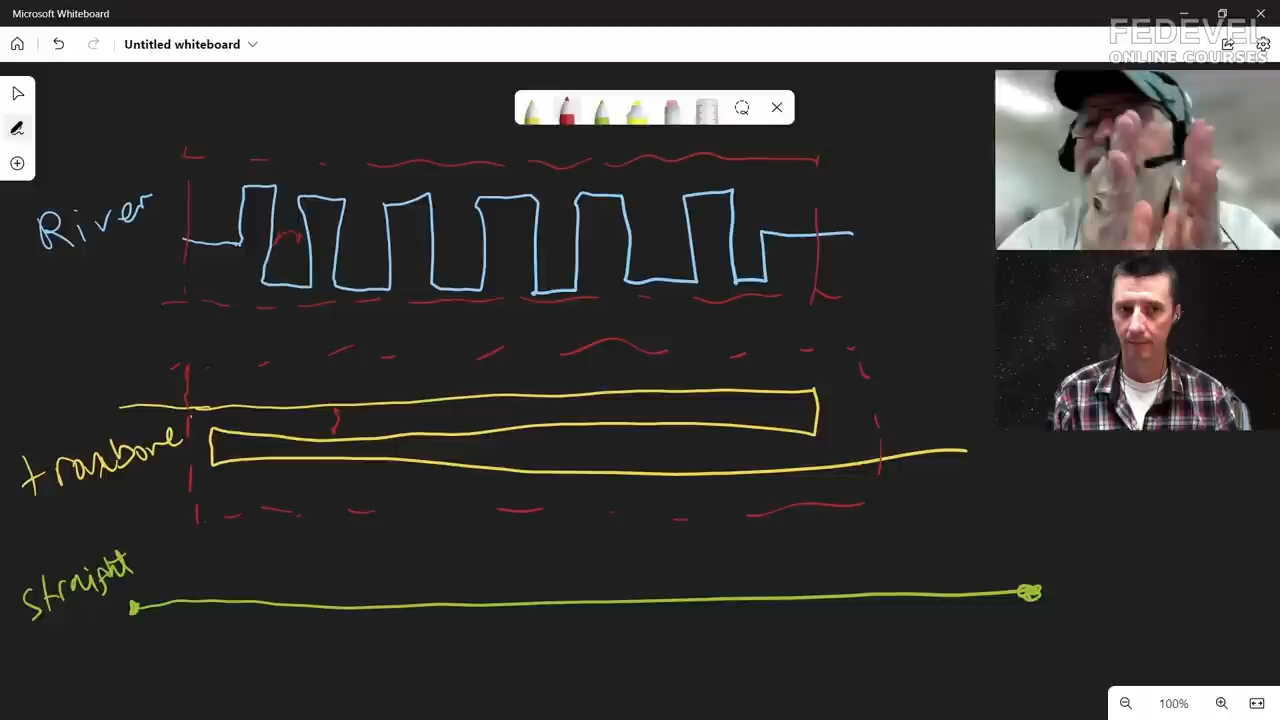 Microsoft Whiteboard
Untitled whiteboard
FEDEVEL
ONLINE COURSES
River
trombone
straight
100%